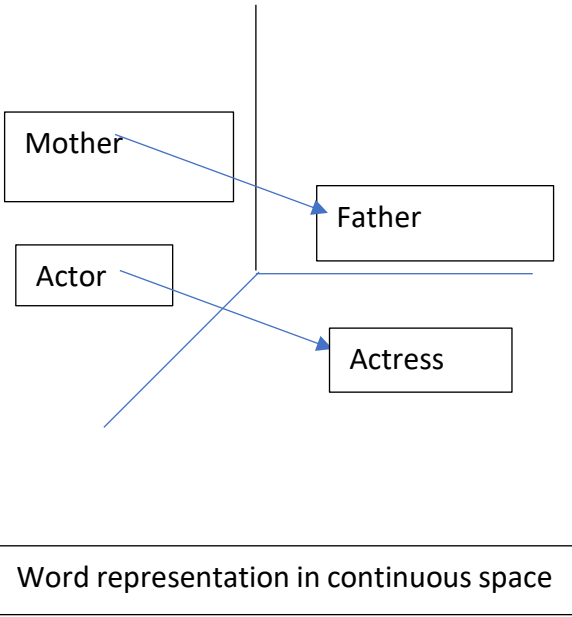 Mother
Father
Actor
Actress
Word representation in continuous space